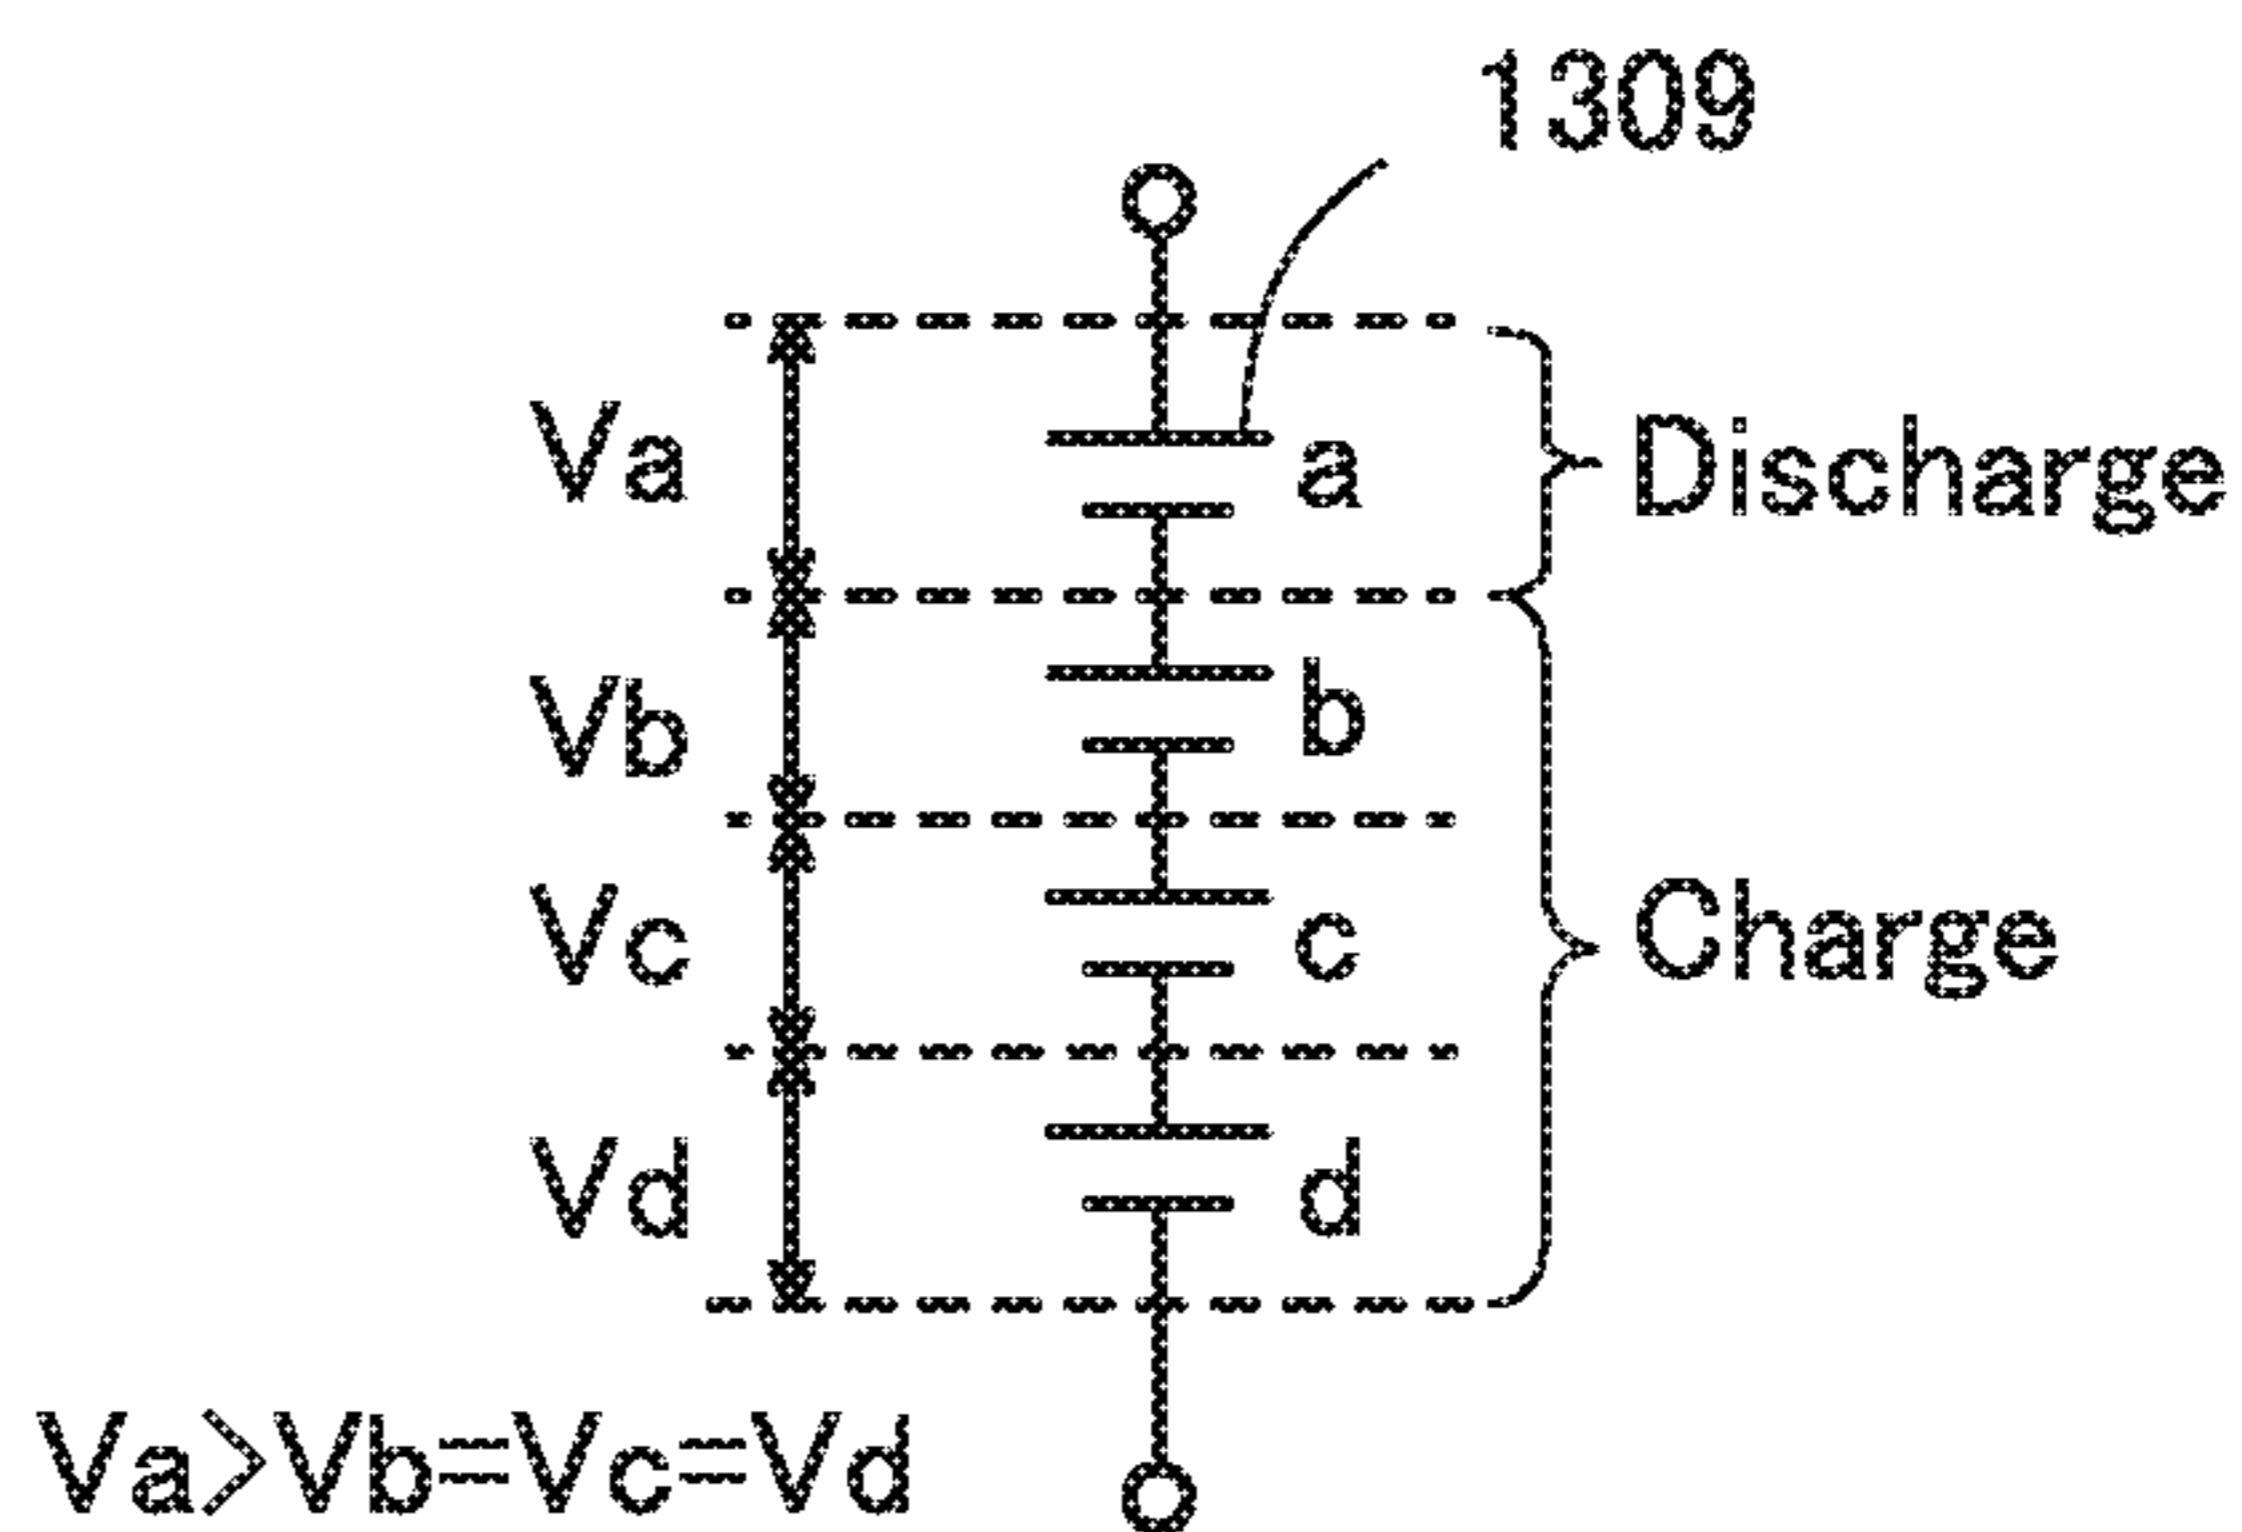 1309
Va
a
Discharge
Vb
b
Vc
c
Charge
Vd
d
Va>Vb=Vc=Vd